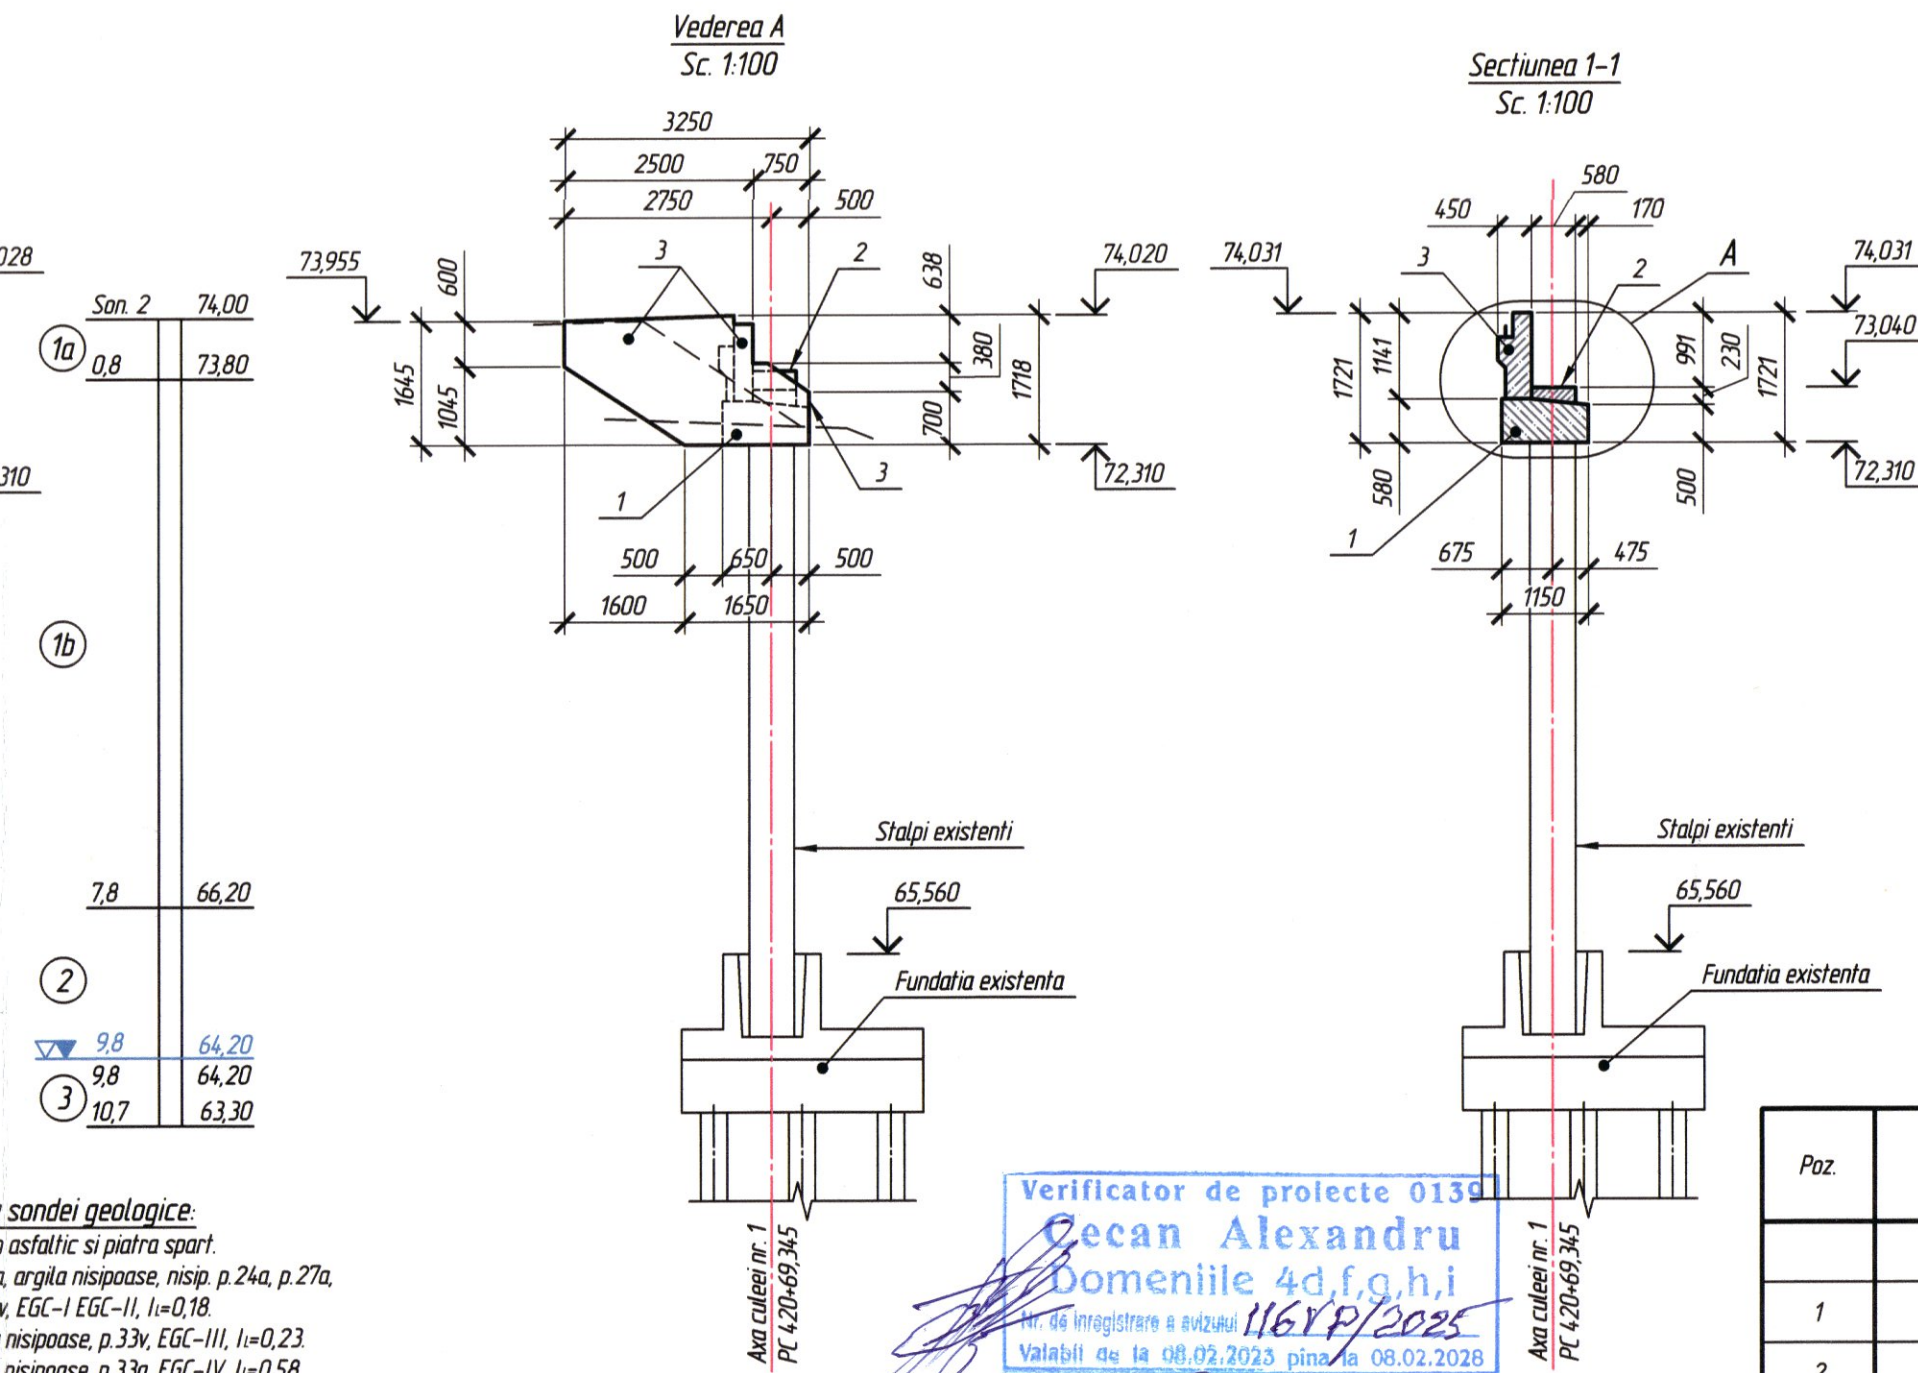 Vederea A
Sc. 1:100
3250
2500
750
2750
500
3
2
638
600
73,955
74,020
380
1718
1645
1045
700
72,310
3
1
500
650
500
1600
1650
Stalpi existenti
65,560
Fundatia existenta
Axa culeei nr. 1
PC 420+69,345
Sectiunea 1-1
Sc. 1:100
580
450
170
74,031
3
2
A
74,031
73,040
1721
1141
991
230
1721
580
500
72,310
1
675
475
1150
Stalpi existenti
65,560
Fundatia existenta
Axa culeei nr. 1
PC 420+69,345
028
310
Son. 2 74,00
1a
0,8 73,80
1b
7,8 66,20
2
9,8 64,20
9,8 64,20
3
10,7 63,30
sondei geologice:
asfaltic si piatra spart.
argila nisipoase, nisip. p.24a, p.27a,
EGC-I EGC-II, IL=0,18.
nisipoase, p.33v, EGC-III, IL=0,23.
nisipoase, p.33a, EGC-IV, IL=0,58
Verificator de proiecte 0139
Cecan Alexandru
Domeniile 4d,f,g,h,i
Nr. de inregistrare a avizului 116VP/2025
Valabil de la 08.02.2023 pina la 08.02.2028
Poz.
1
2